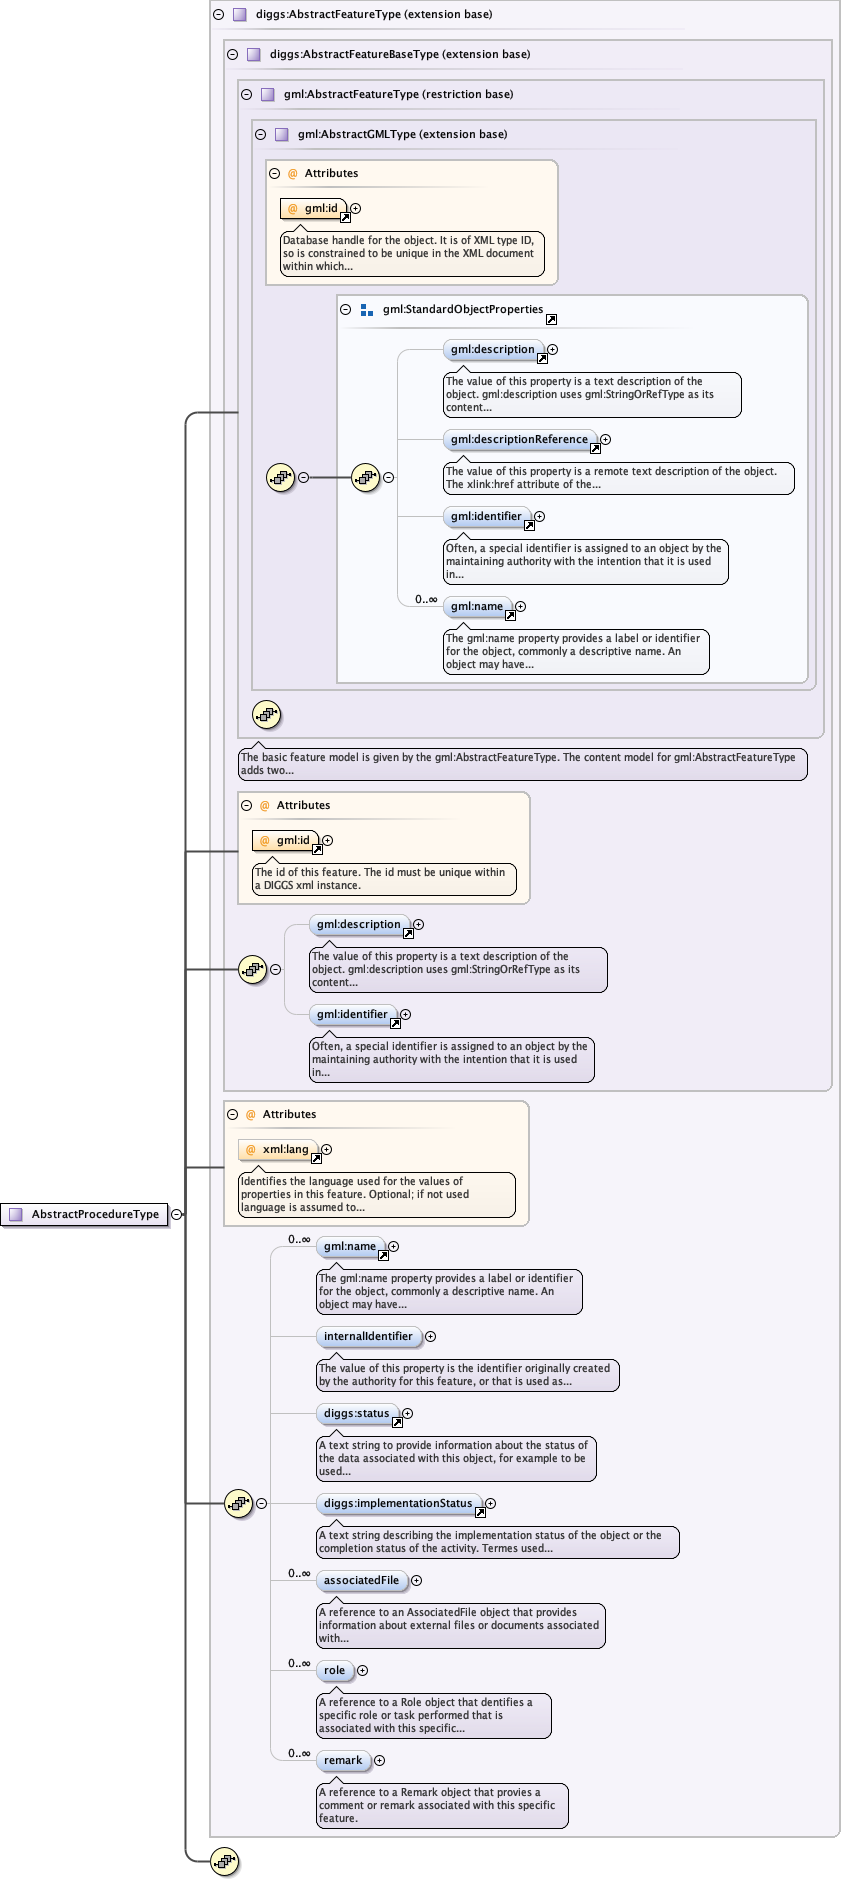 diggs:AbstractFeatureType (extension base)
diggs:AbstractFeatureBaseType (extension base)
gml:AbstractFeatureType (restriction base)
gml:AbstractGMLType (extension base)
@ Attributes
@ gml:id
Database handle for the object. It is of XML type ID,
so is constrained to be unique in the XML document
within which...
gml:StandardObjectProperties
gml:description
The value of this property is a text description of the
object. gml:description uses gml:StringOrRefType as its
content...
gml:descriptionReference
The value of this property is a remote text description of the object.
The xlink:href attribute of the...
gml:identifier
Often, a special identifier is assigned to an object by the
maintaining authority with the intention that it is used
in...
0..∞
gml:name
The gml:name property provides a label or identifier
for the object, commonly a descriptive name. An
object may have...
The basic feature model is given by the gml:AbstractFeatureType. The content model for gml:AbstractFeatureType
adds two...
@ Attributes
@ gml:id
The id of this feature. The id must be unique within
a DIGGS xml instance.
gml:description
The value of this property is a text description of the
object. gml:description uses gml:StringOrRefType as its
content...
gml:identifier
Often, a special identifier is assigned to an object by the
maintaining authority with the intention that it is used
in...
@ Attributes
@ xml:lang
Identifies the language used for the values of
properties in this feature. Optional; if not used
language is assumed to...
AbstractProcedureType
0..∞
gml:name
The gml:name property provides a label or identifier
for the object, commonly a descriptive name. An
object may have...
internalIdentifier
The value of this property is the identifier originally created
by the authority for this feature, or that is used as...
diggs:status
A text string to provide information about the status of
the data associated with this object, for example to be
used...
diggs:implementationStatus
A text string describing the implementation status of the object or the
completion status of the activity. Termes used...
0..∞
associatedFile
A reference to an AssociatedFile object that provides
information about external files or documents associated
with...
0..∞
role
A reference to a Role object that dentifies a
specific role or task performed that is
associated with this specific...
0..∞
remark
A reference to a Remark object that provies a
comment or remark associated with this specific
feature.